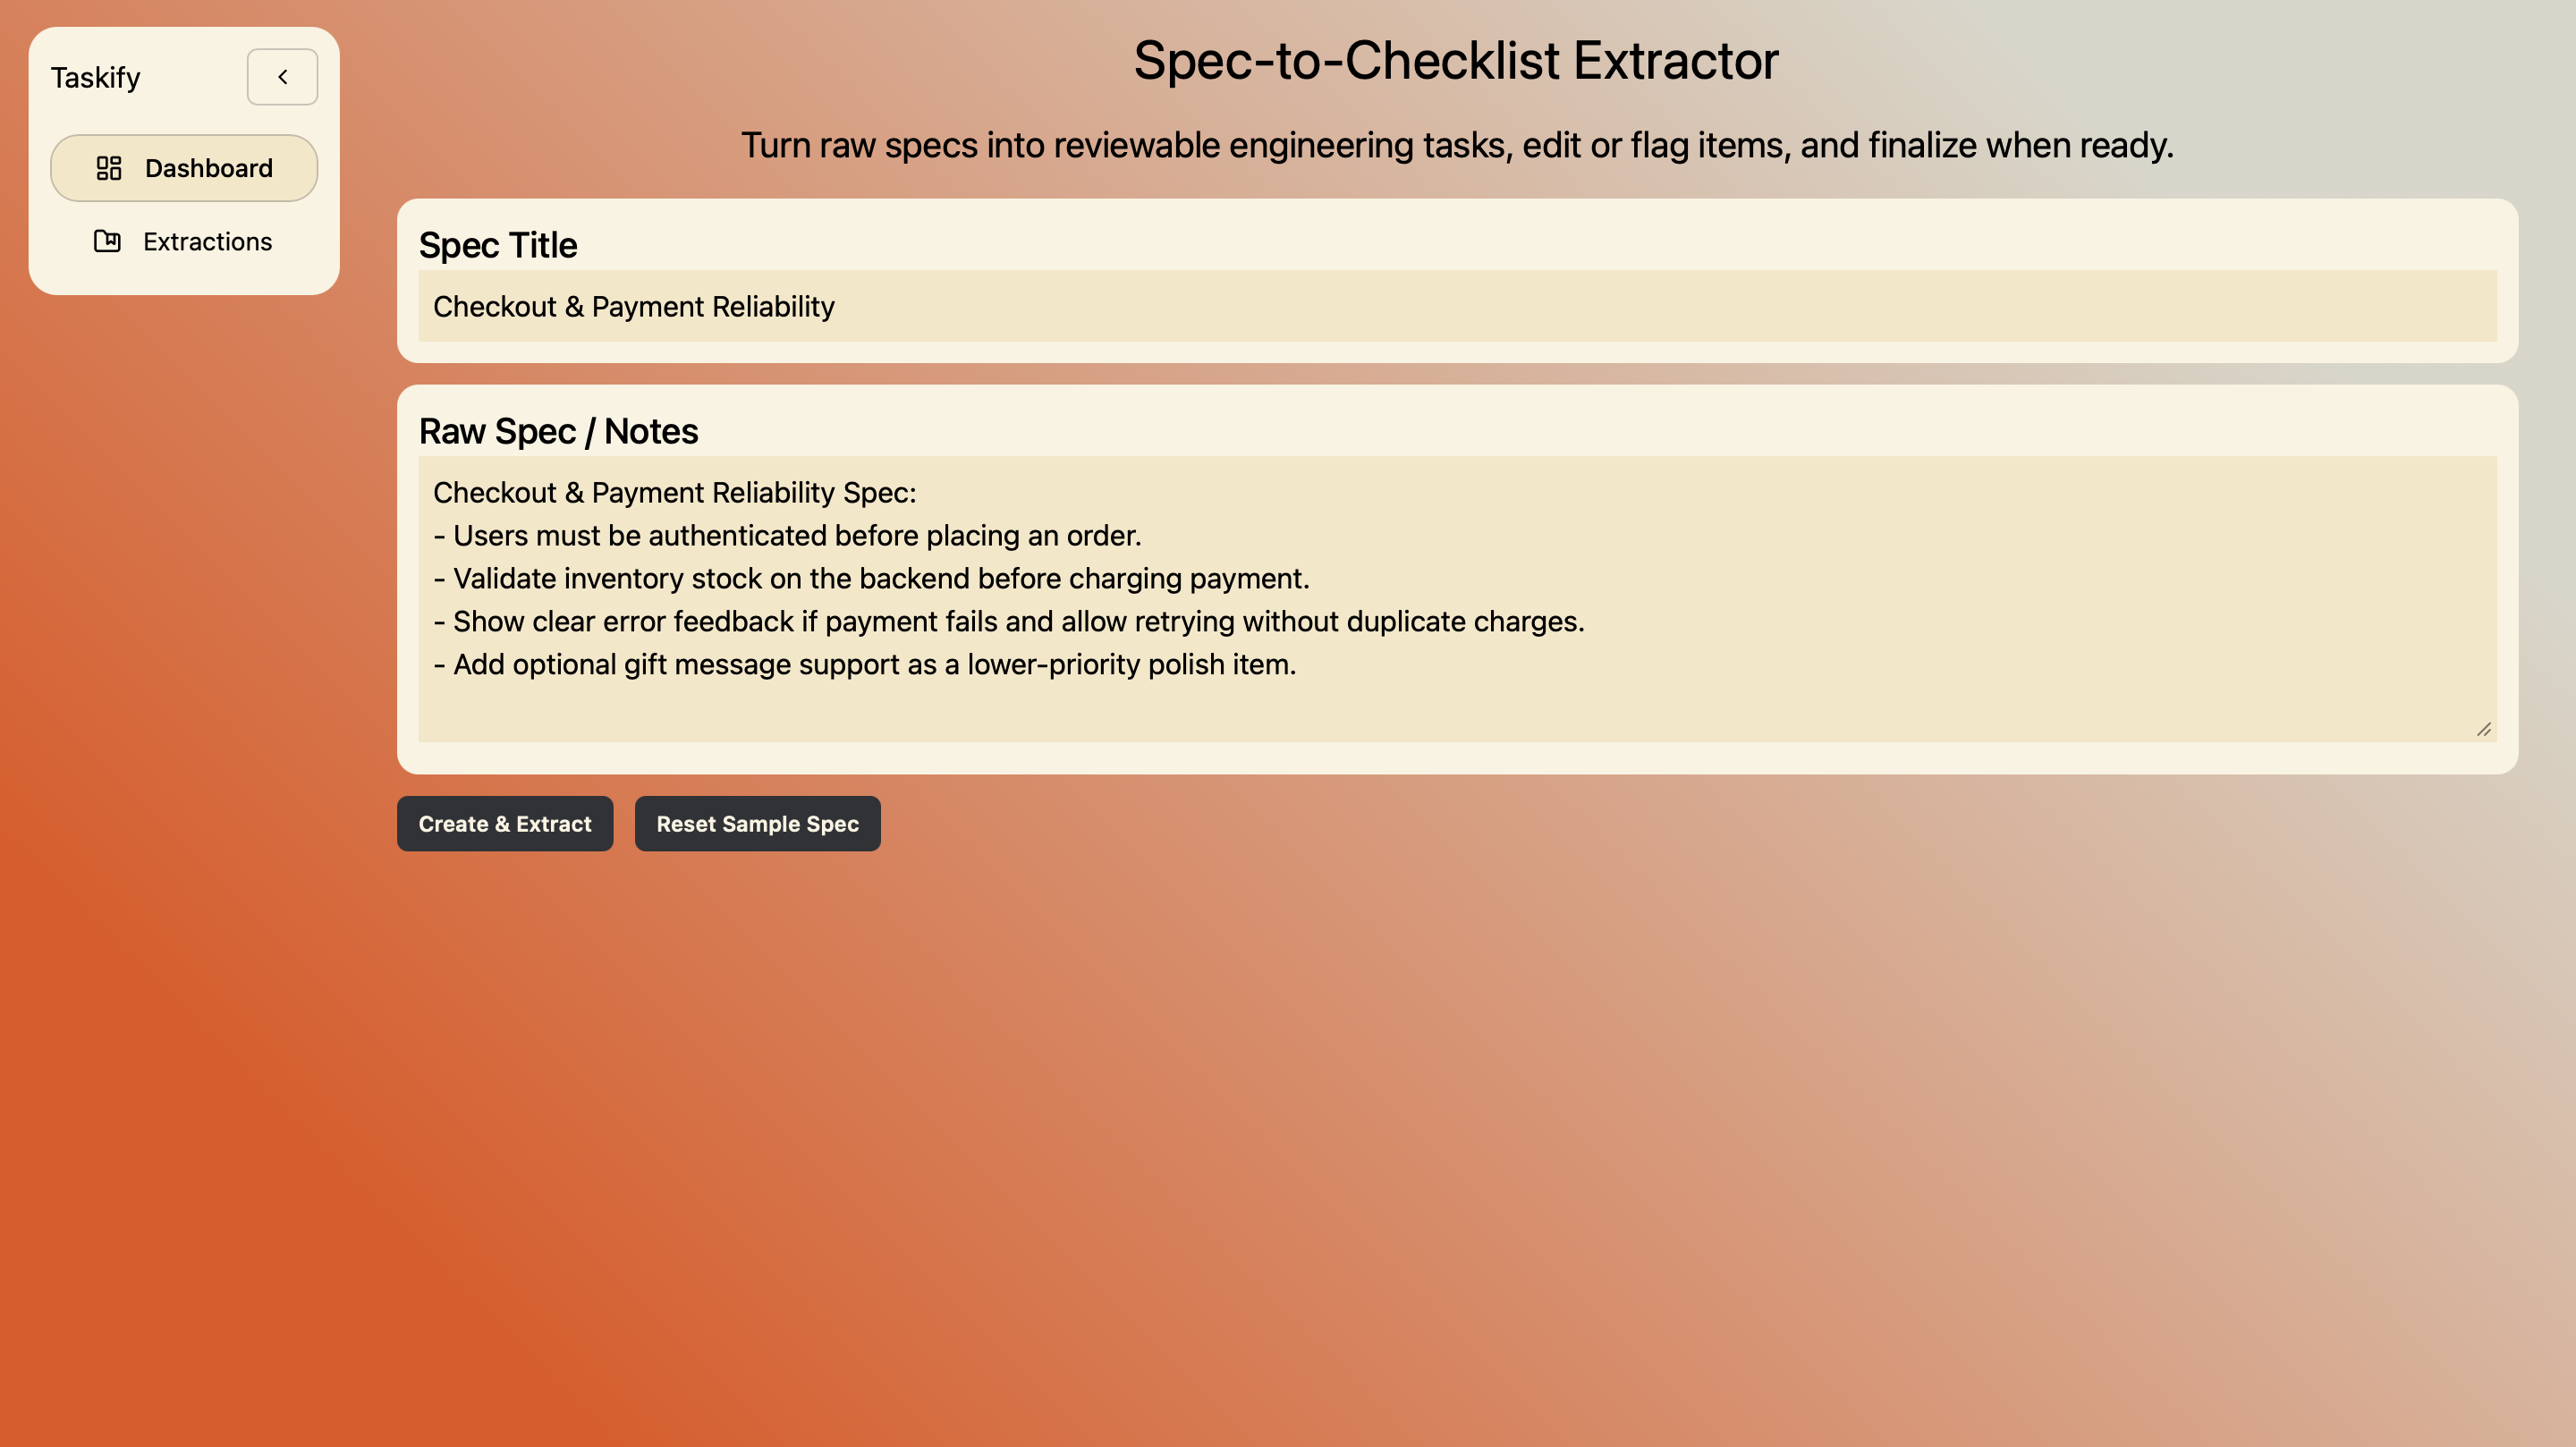 Taskify
Dashboard
Extractions
Spec-to-Checklist Extractor
Turn raw specs into reviewable engineering tasks, edit or flag items, and finalize when ready.
Spec Title
Checkout & Payment Reliability
Raw Spec / Notes
Checkout & Payment Reliability Spec:
- Users must be authenticated before placing an order.
- Validate inventory stock on the backend before charging payment.
- Show clear error feedback if payment fails and allow retrying without duplicate charges.
- Add optional gift message support as a lower-priority polish item.
Create & Extract
Reset Sample Spec